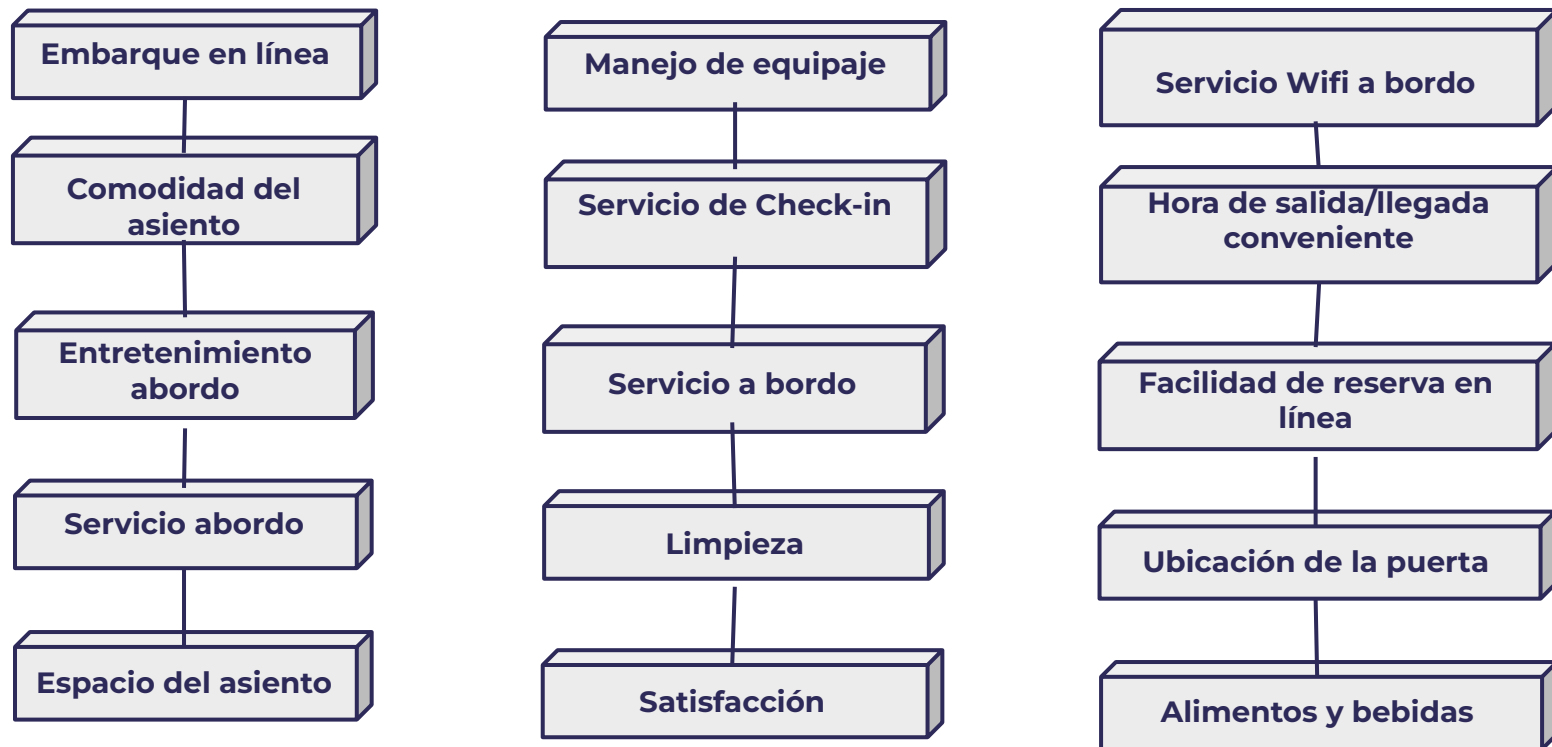 Embarque en línea
Comodidad del
asiento
Entretenimiento
abordo
Servicio abordo
Espacio del asiento
Manejo de equipaje
Servicio de Check-in
Servicio a bordo
Limpieza
Satisfacción
Servicio Wifi a bordo
Hora de salida/llegada
conveniente
Facilidad de reserva en
línea
Ubicación de la puerta
Alimentos y bebidas